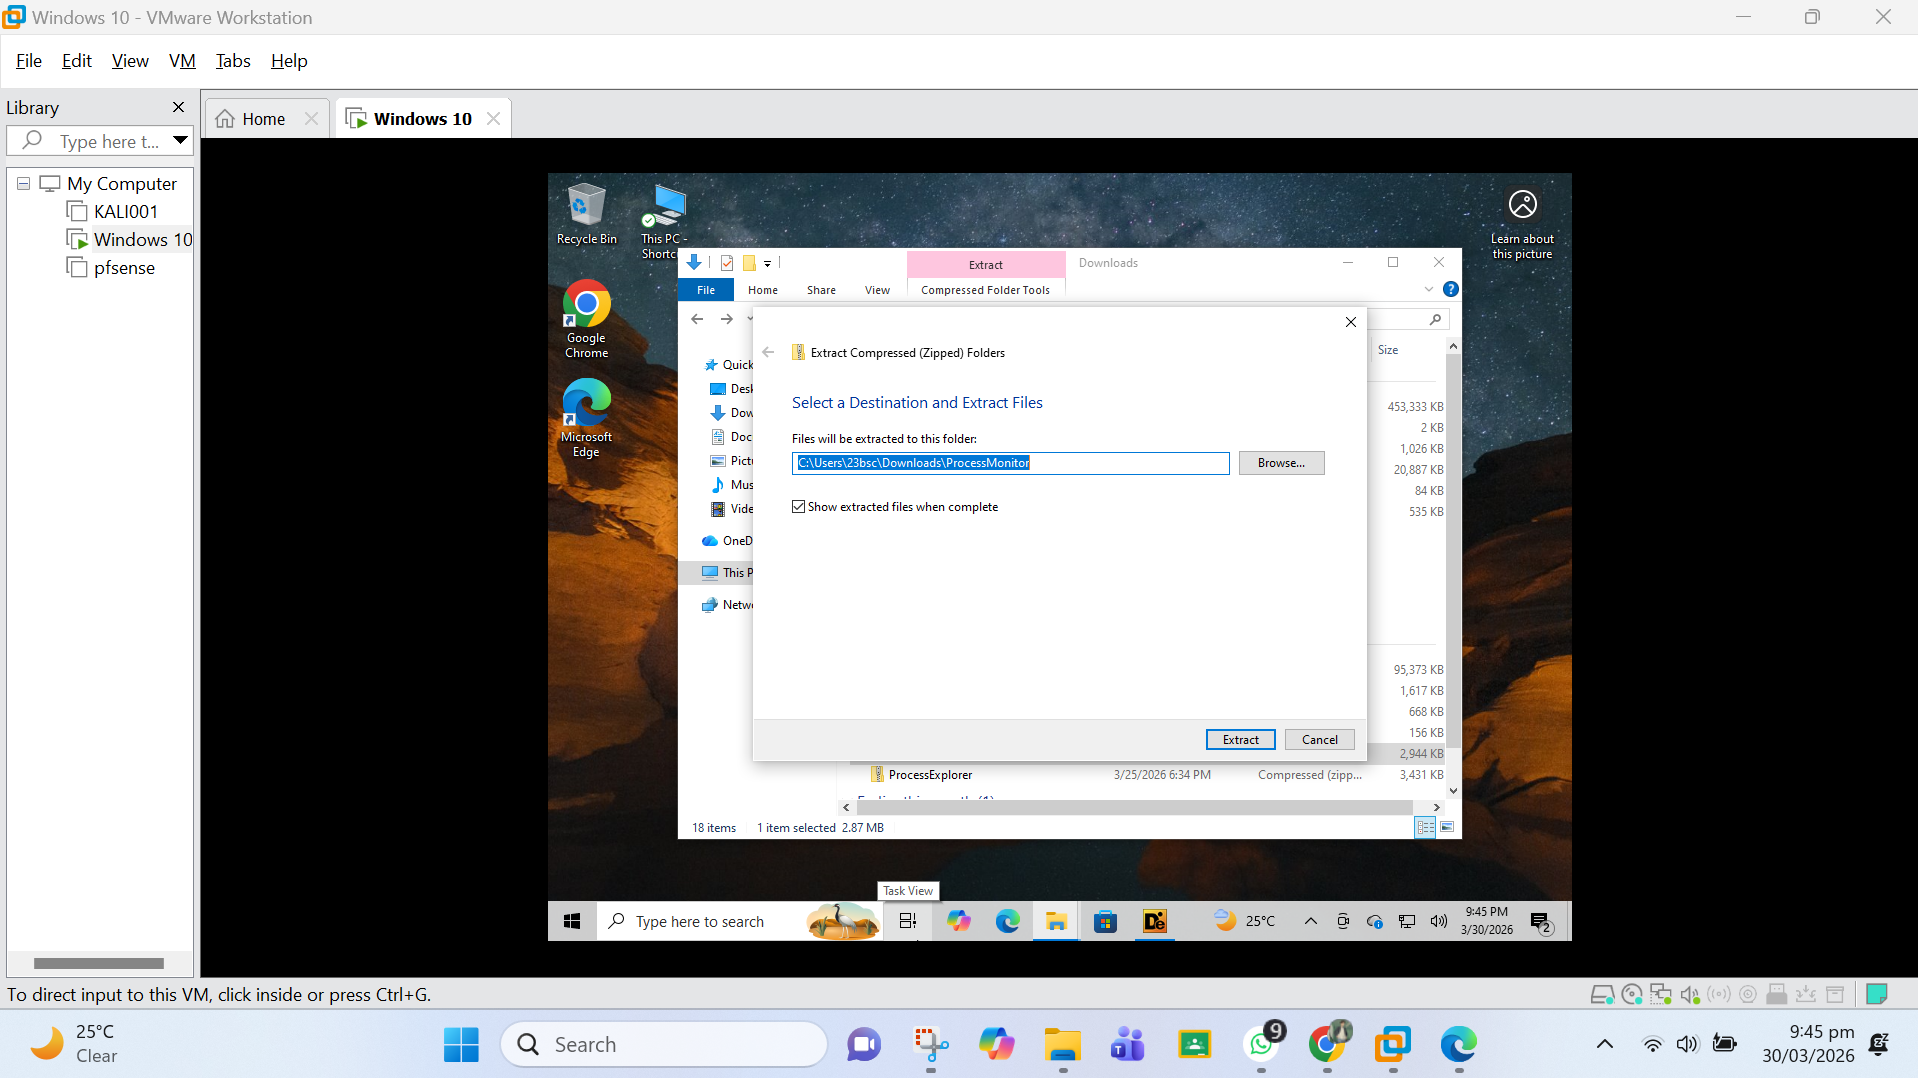 Windows 10 - VMware Workstation
File Edit View VM Tabs Help
Library
Type here t...
My Computer
KALI001
Windows 10
pfsense
Home
Windows 10
Recycle Bin
This PC -
Shortc
Learn about
this picture
Google
Chrome
Microsoft
Edge
Extract
Downloads
File Home Share View Compressed Folder Tools
Extract Compressed (Zipped) Folders
Select a Destination and Extract Files
Files will be extracted to this folder:
C:\Users\23bsc\Downloads\ProcessMonitor
Browse...
Show extracted files when complete
Extract Cancel
Quick
Desk
Dow
Doc
Pict
Mus
Vide
OneD
This P
Netwo
Size
453,333 KB
2 KB
1,026 KB
20,887 KB
84 KB
535 KB
95,373 KB
1,617 KB
668 KB
156 KB
2,944 KB
ProcessExplorer 3/25/2026 6:34 PM Compressed (zipp... 3,431 KB
18 items 1 item selected 2.87 MB
Task View
Type here to search
De
25°C
9:45 PM
3/30/2026
2
To direct input to this VM, click inside or press Ctrl+G.
25°C
Clear
Search
9
9:45 pm
30/03/2026